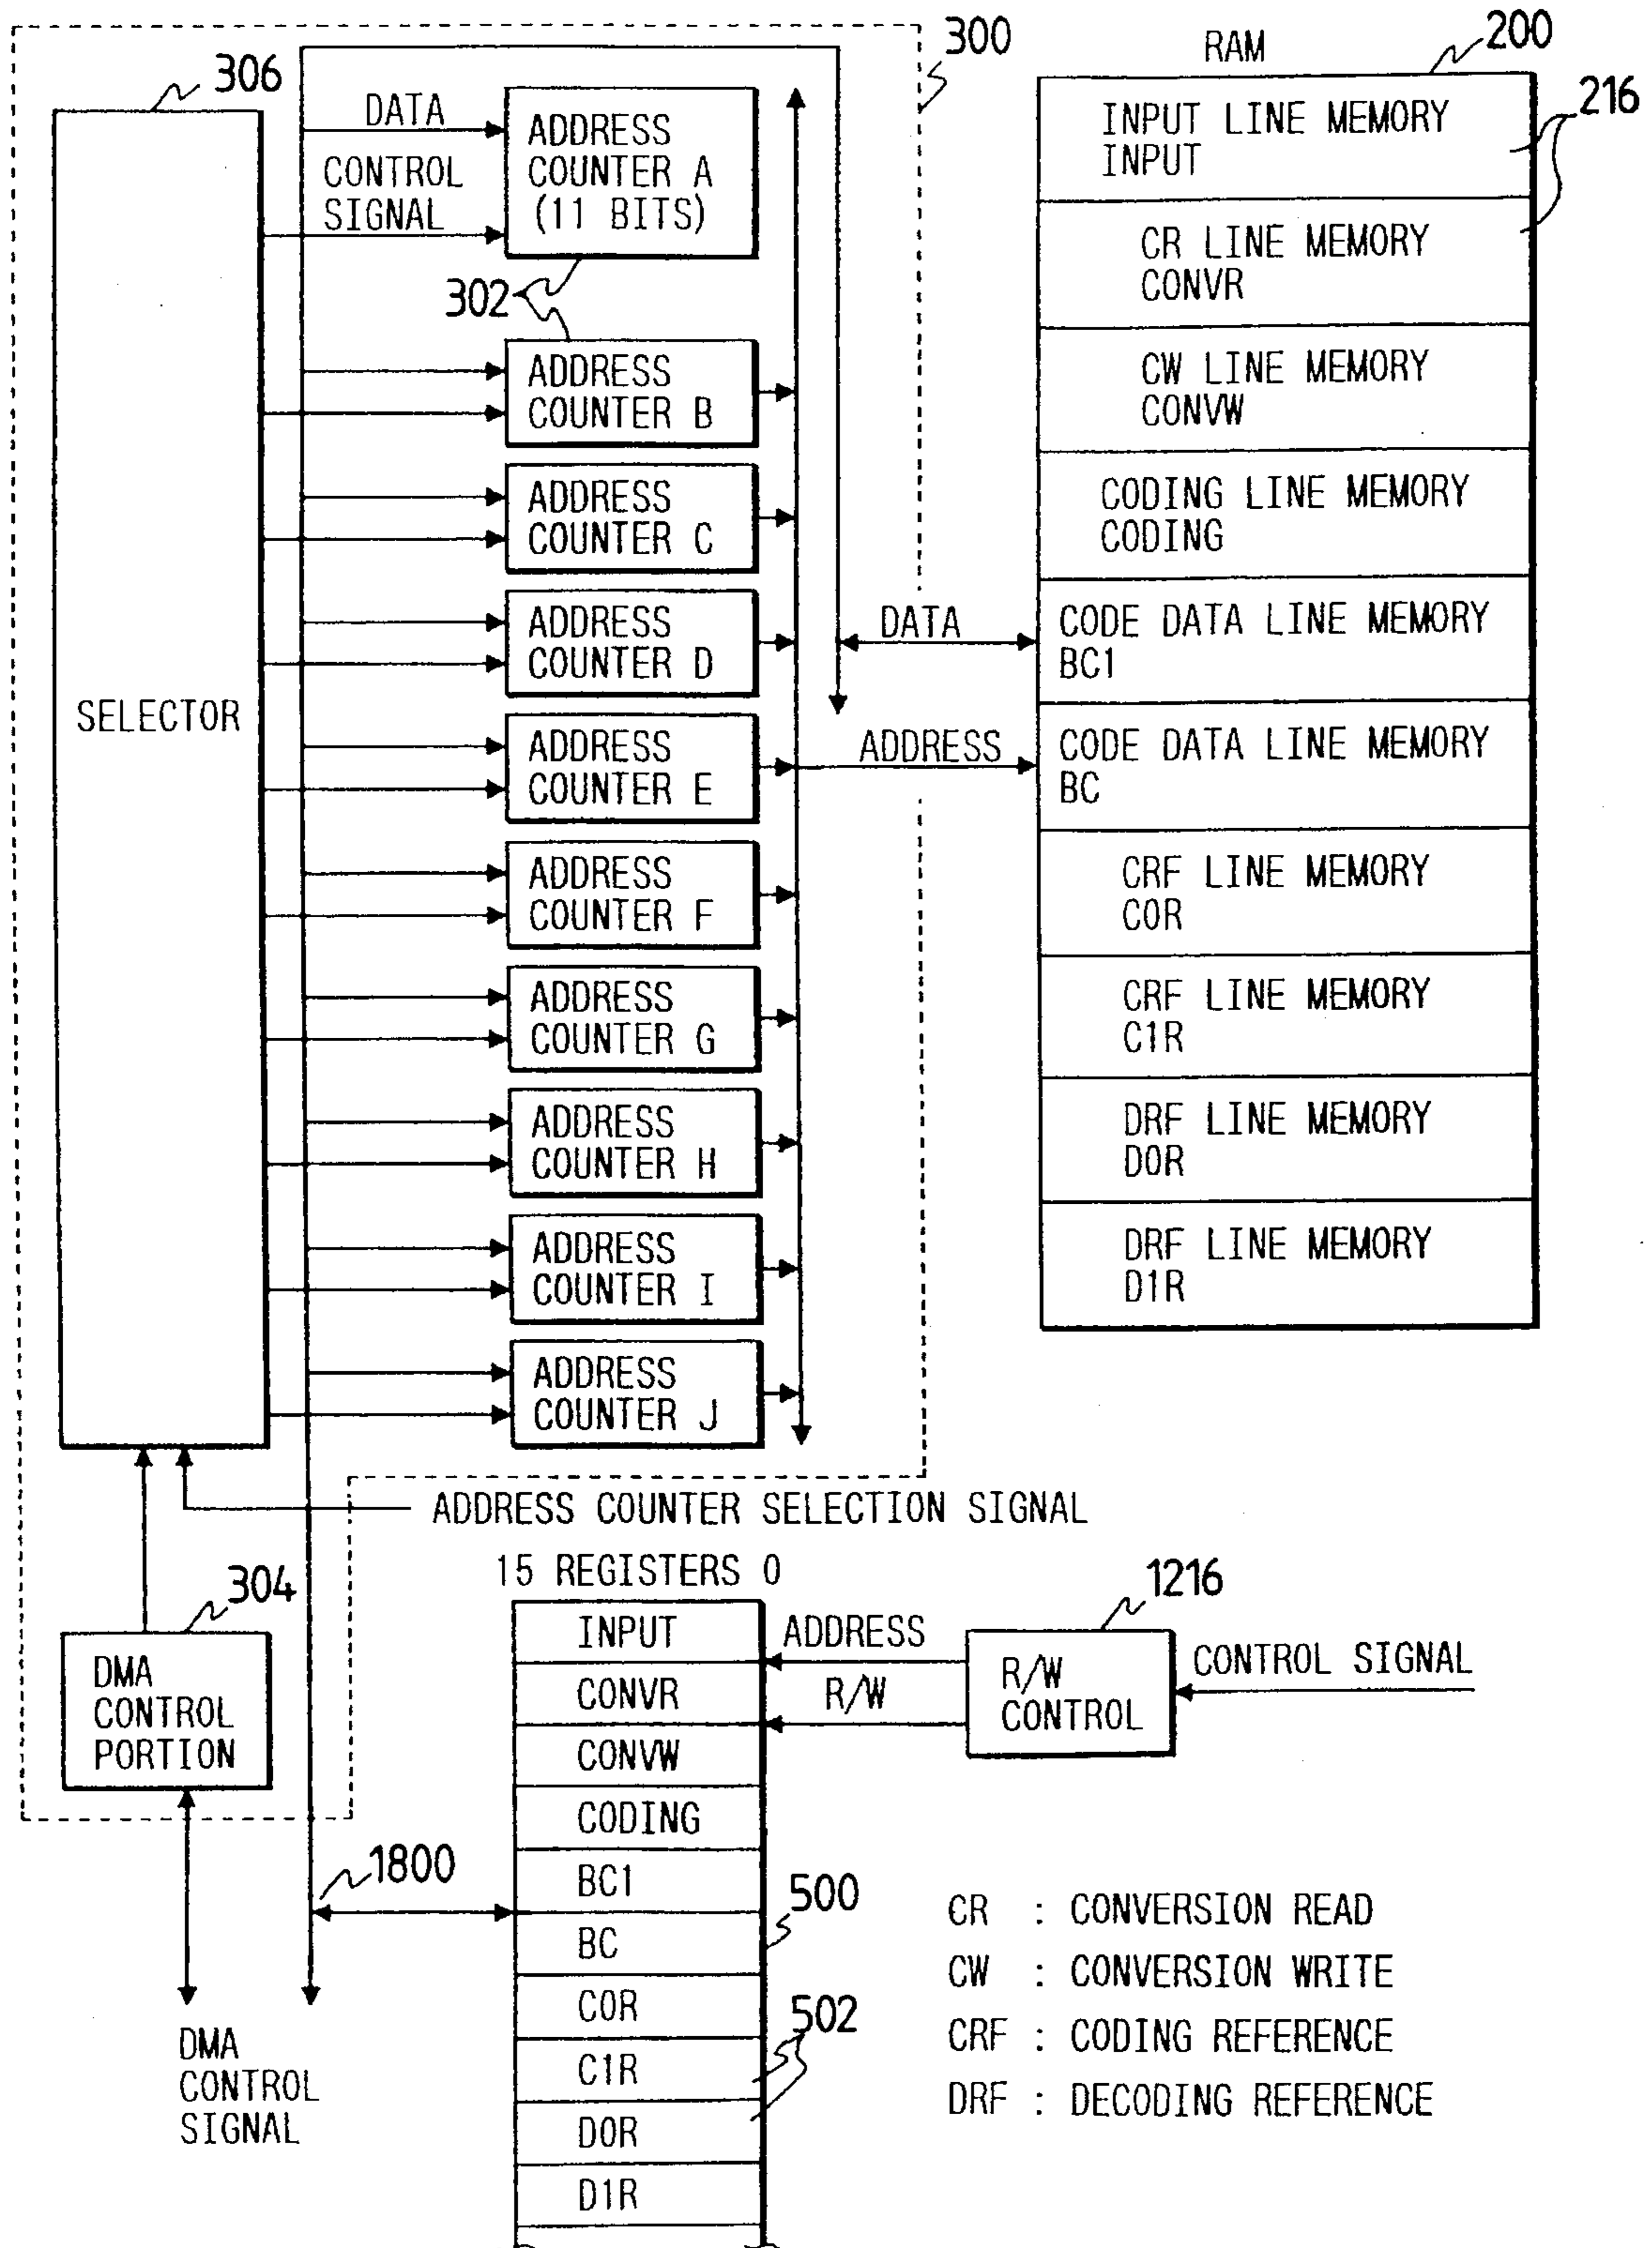 300
RAM
200
306
216
DATA
ADDRESS
COUNTER A
(11 BITS)
CONTROL
SIGNAL
302
INPUT LINE MEMORY
INPUT
CR LINE MEMORY
CONVR
CW LINE MEMORY
CONVW
CODING LINE MEMORY
CODING
CODE DATA LINE MEMORY
BC1
CODE DATA LINE MEMORY
BC
CRF LINE MEMORY
C0R
CRF LINE MEMORY
C1R
DRF LINE MEMORY
D0R
DRF LINE MEMORY
D1R
SELECTOR
ADDRESS
COUNTER B
ADDRESS
COUNTER C
ADDRESS
COUNTER D
ADDRESS
COUNTER E
ADDRESS
COUNTER F
ADDRESS
COUNTER G
ADDRESS
COUNTER H
ADDRESS
COUNTER I
ADDRESS
COUNTER J
DATA
ADDRESS
ADDRESS COUNTER SELECTION SIGNAL
15 REGISTERS 0
304
1216
DMA
CONTROL
PORTION
INPUT
CONVR
CONVW
CODING
BC1
BC
C0R
C1R
D0R
D1R
ADDRESS
R/W
R/W
CONTROL
CONTROL SIGNAL
1800
500
502
DMA
CONTROL
SIGNAL
CR : CONVERSION READ
CW : CONVERSION WRITE
CRF : CODING REFERENCE
DRF : DECODING REFERENCE